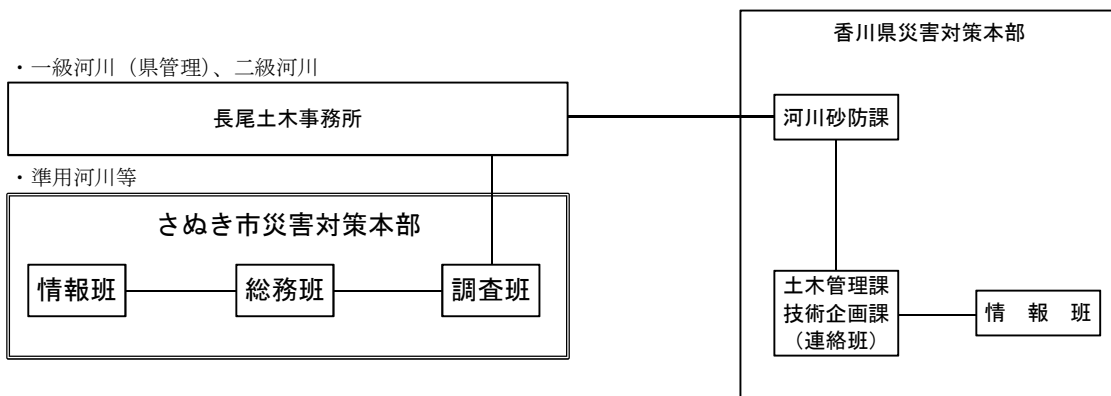 香川県災害対策本部
・一級河川（県管理）、二級河川
長尾土木事務所
河川砂防課
・準用河川等
さぬき市災害対策本部
情報班
総務班
調査班
土木管理課
技術企画課
（連絡班）
情　報　班